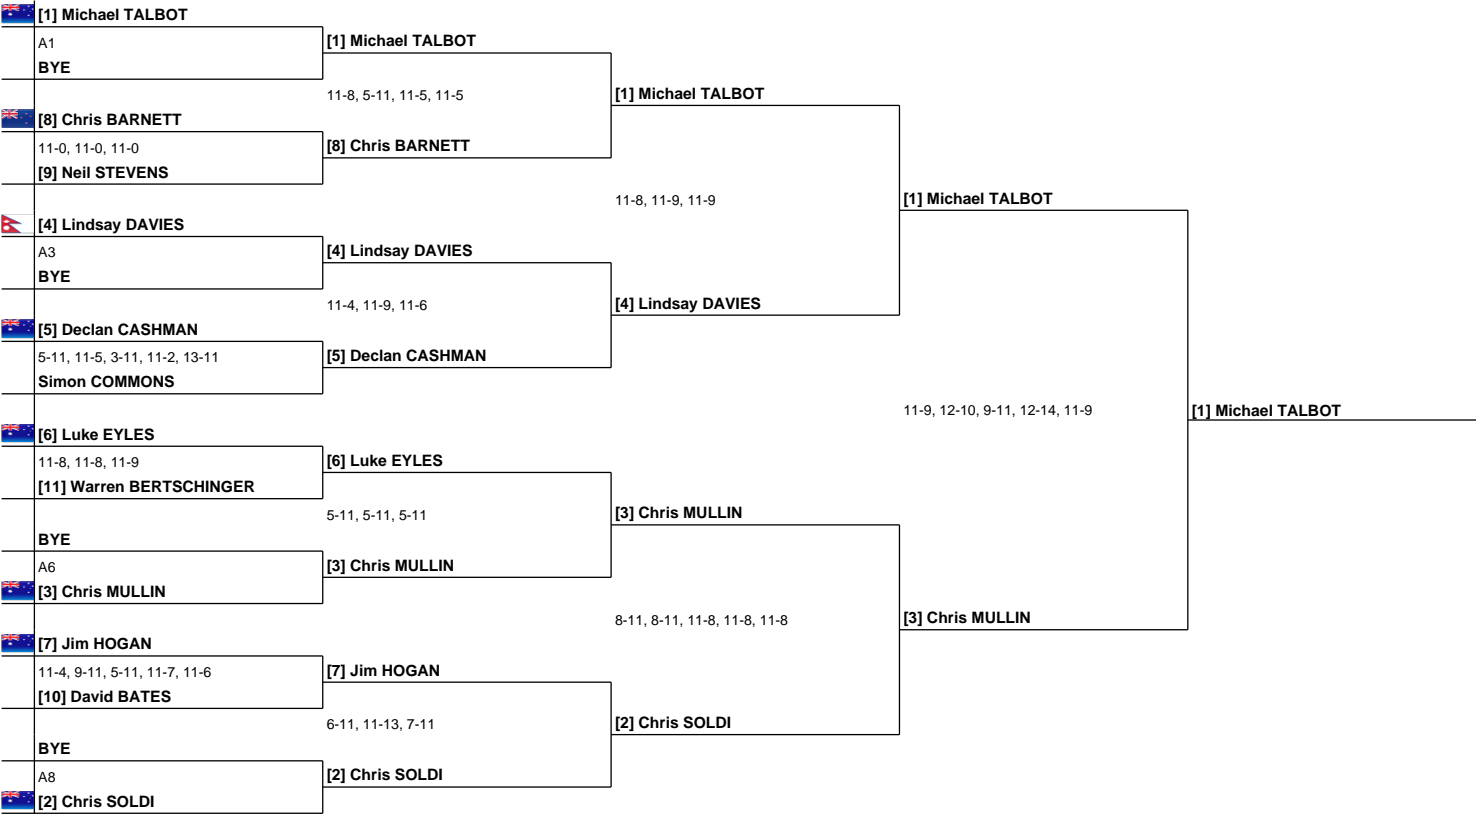 [1] Michael TALBOT
A1
BYE
[8] Chris BARNETT
11-0, 11-0, 11-0
[9] Neil STEVENS
[4] Lindsay DAVIES
A3
BYE
[5] Declan CASHMAN
5-11, 11-5, 3-11, 11-2, 13-11
Simon COMMONS
[6] Luke EYLES
11-8, 11-8, 11-9
[11] Warren BERTSCHINGER
BYE
A6
[3] Chris MULLIN
[7] Jim HOGAN
11-4, 9-11, 5-11, 11-7, 11-6
[10] David BATES
BYE
A8
[2] Chris SOLDI
[1] Michael TALBOT
11-8, 5-11, 11-5, 11-5
[8] Chris BARNETT
[4] Lindsay DAVIES
11-4, 11-9, 11-6
[5] Declan CASHMAN
[6] Luke EYLES
5-11, 5-11, 5-11
[3] Chris MULLIN
[7] Jim HOGAN
6-11, 11-13, 7-11
[2] Chris SOLDI
[1] Michael TALBOT
11-8, 11-9, 11-9
[4] Lindsay DAVIES
[3] Chris MULLIN
8-11, 8-11, 11-8, 11-8, 11-8
[2] Chris SOLDI
[1] Michael TALBOT
11-9, 12-10, 9-11, 12-14, 11-9
[3] Chris MULLIN
[1] Michael TALBOT